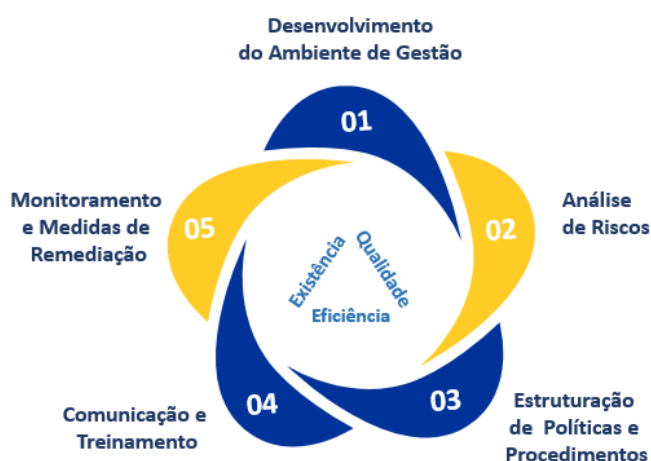 Desenvolvimento
do Ambiente de Gestão
01
Análise
de Riscos
02
Estruturação
de Políticas e
Procedimentos
03
Comunicação e
Treinamento
04
Monitoramento
e Medidas de
Remediação
05
Existência
Qualidade
Eficiência